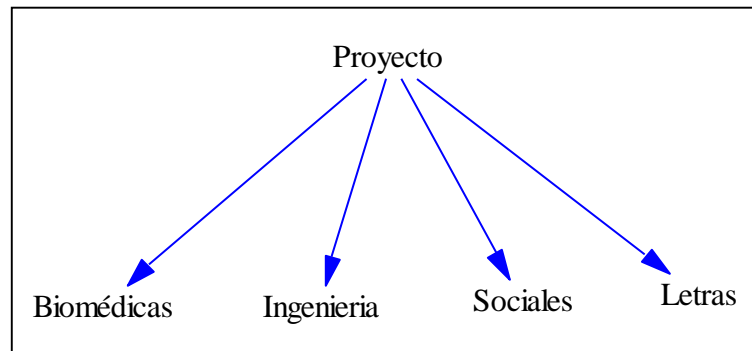 Proyecto
Biomédicas
Ingenieria
Sociales
Letras